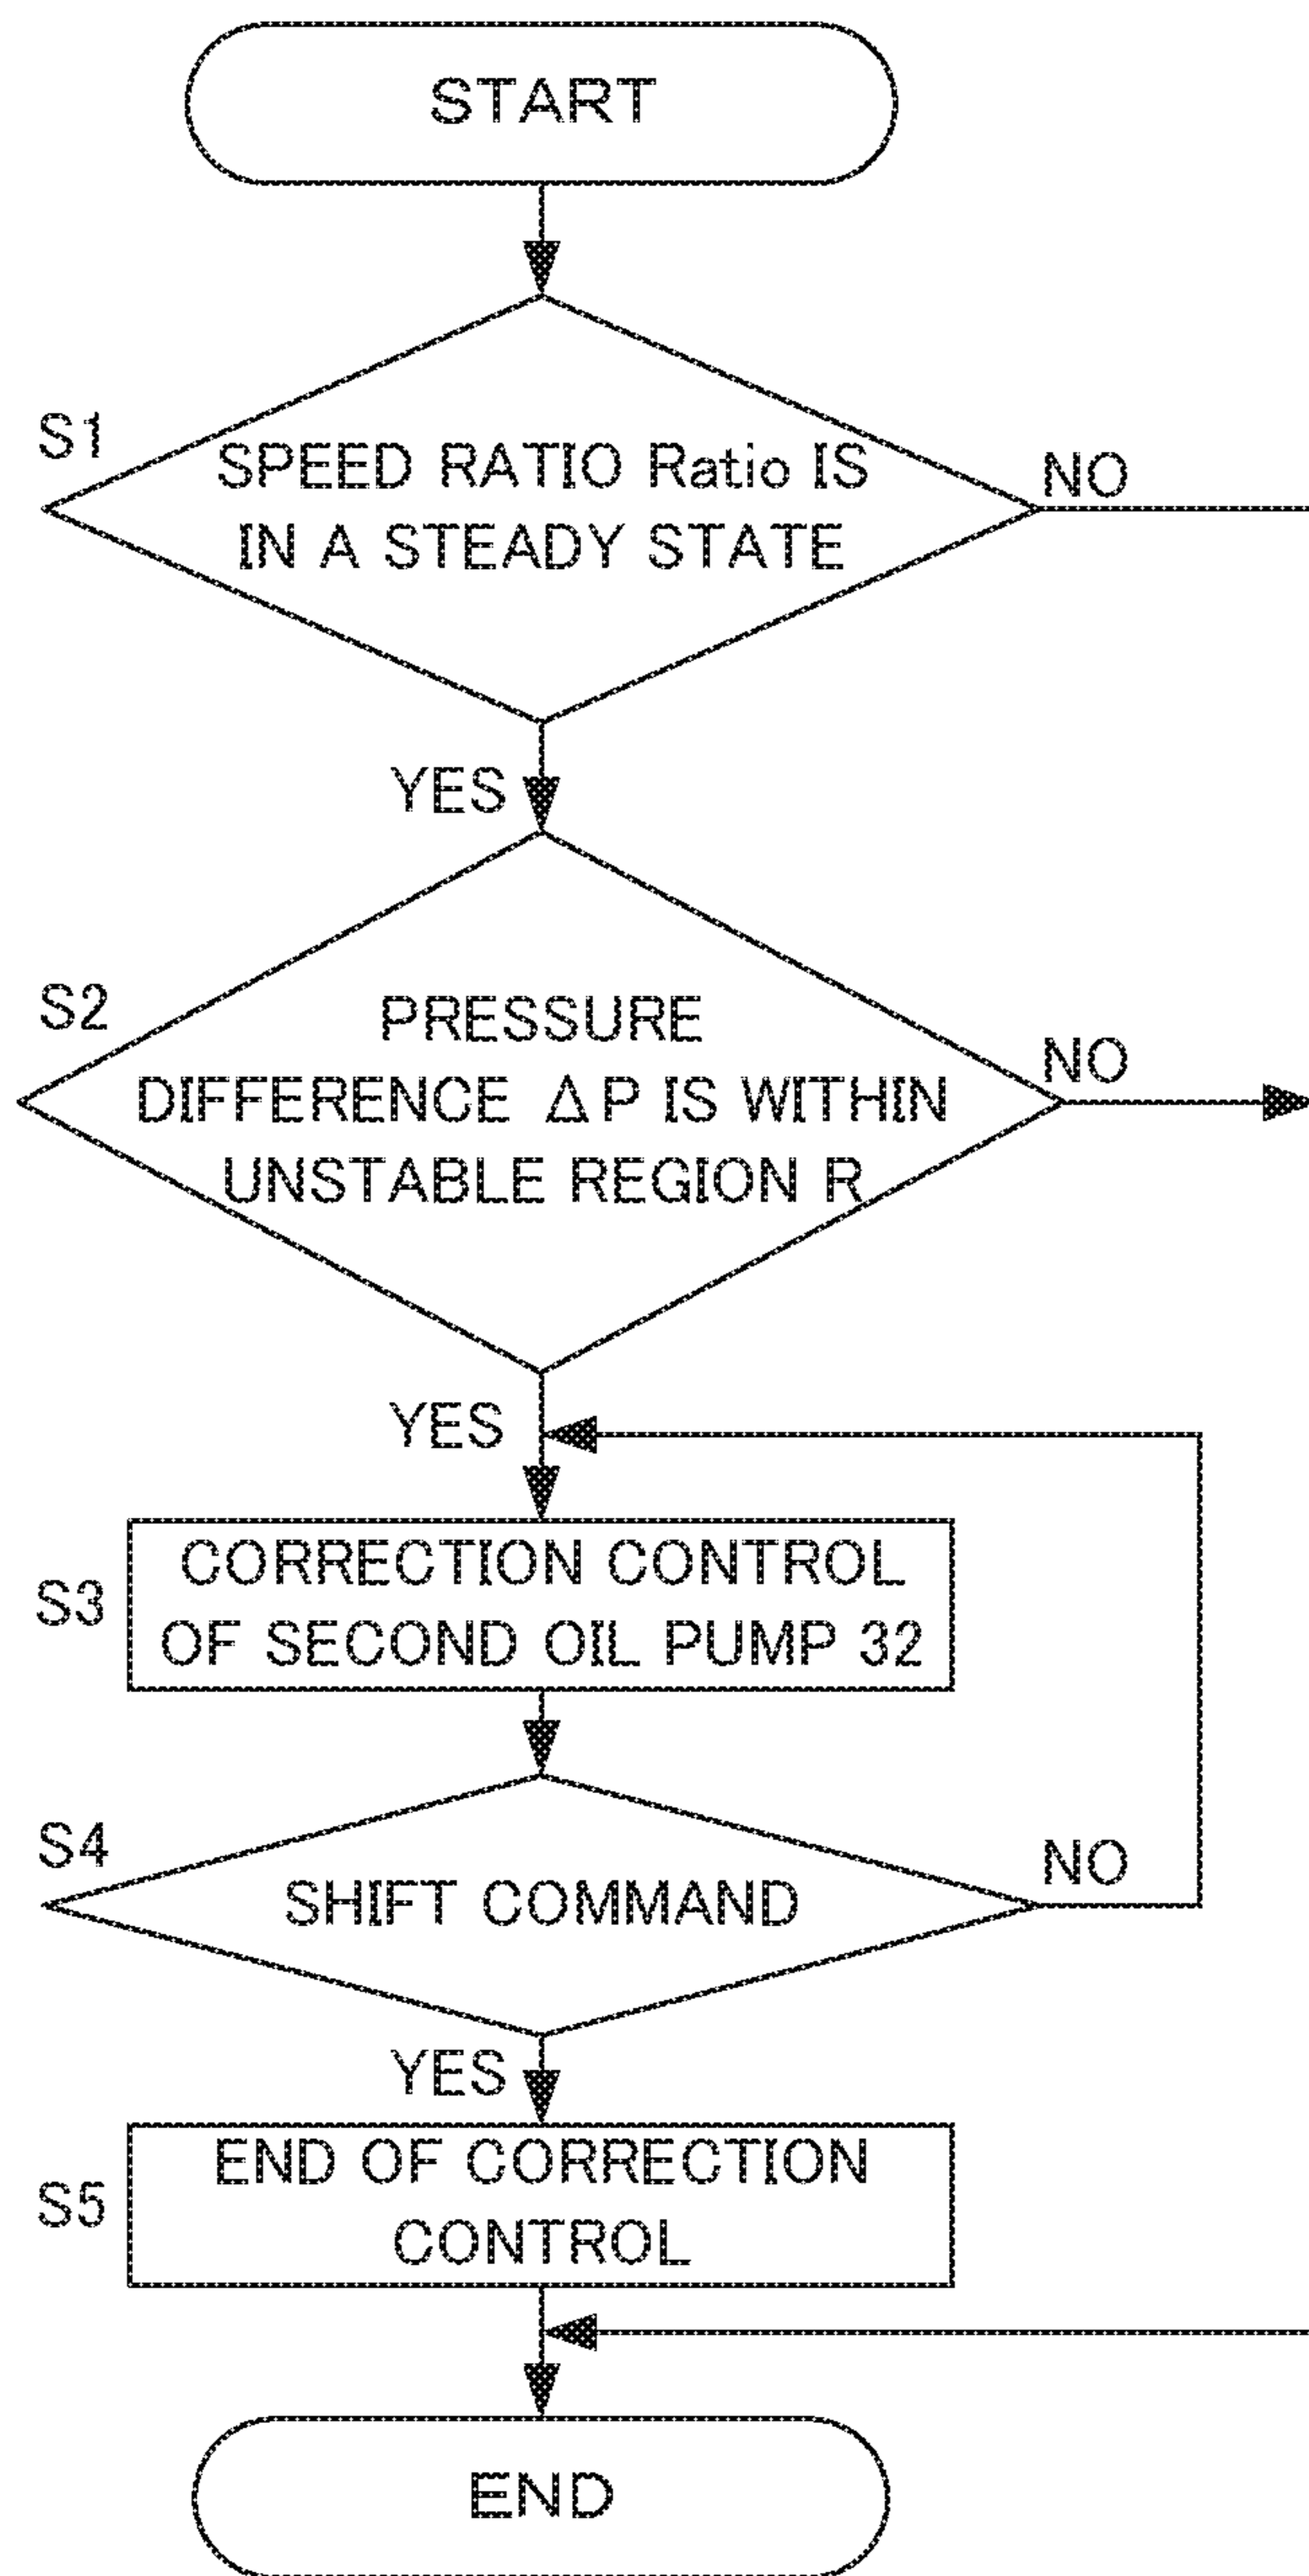 START
S1
SPEED RATIO Ratio IS
IN A STEADY STATE
NO
YES
S2
PRESSURE
DIFFERENCE ΔP IS WITHIN
UNSTABLE REGION R
NO
YES
S3
CORRECTION CONTROL
OF SECOND OIL PUMP 32
S4
SHIFT COMMAND
NO
YES
S5
END OF CORRECTION
CONTROL
END